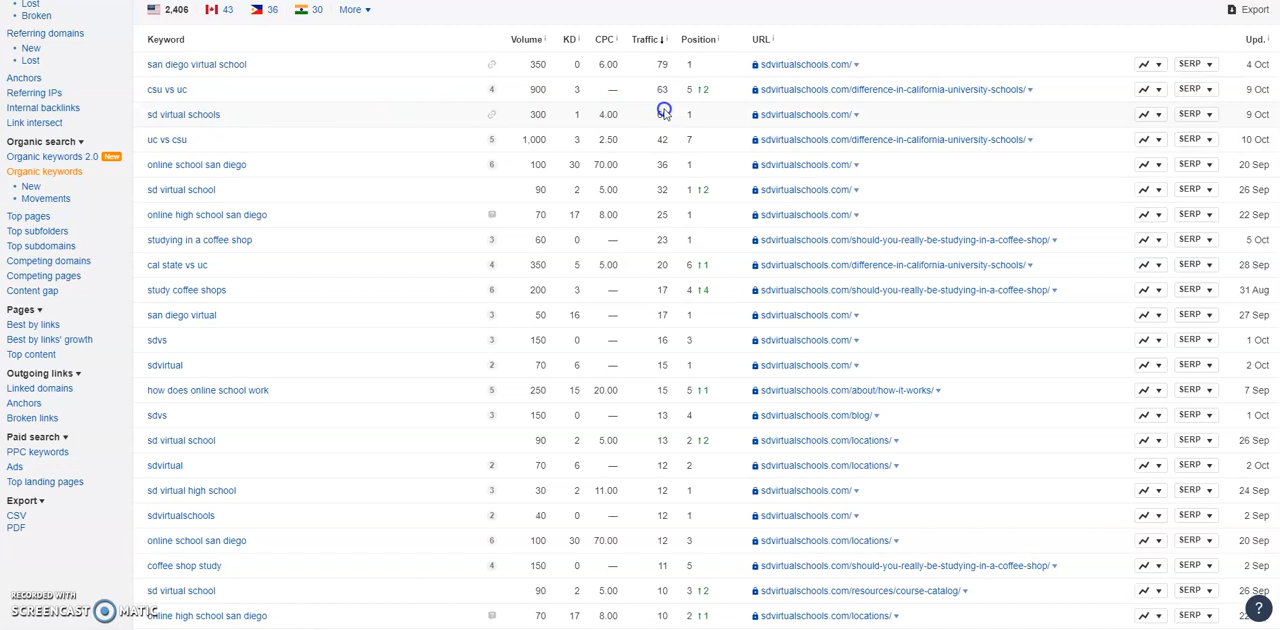 Lost
Broken
Referring domains
New
Lost
Anchors
Referring IPs
Internal backlinks
Link intersect
Organic search
Organic keywords 2.0 New
Organic keywords
New
Movements
Top pages
Top subfolders
Top subdomains
Competing domains
Competing pages
Content gap
Pages
Best by links
Best by links' growth
Top content
Outgoing links
Linked domains
Anchors
Broken links
Paid search
PPC keywords
Ads
Top landing pages
Export
CSV
PDF
RECORDED WITH
SCREENCAST MATIC
2,406 43 36 30 More Export
Keyword Volume KD CPC Traffic Position URL Upd.
san diego virtual school 350 0 6.00 79 1 sdvirtualschools.com/ SERP 4 Oct
csu vs uc 4 900 3 — 63 5 ↑2 sdvirtualschools.com/difference-in-california-university-schools/ SERP 9 Oct
sd virtual schools 300 1 4.00 1 sdvirtualschools.com/ SERP 9 Oct
uc vs csu 5 1,000 3 2.50 42 7 sdvirtualschools.com/difference-in-california-university-schools/ SERP 10 Oct
online school san diego 6 100 30 70.00 36 1 sdvirtualschools.com/ SERP 20 Sep
sd virtual school 90 2 5.00 32 1 ↑2 sdvirtualschools.com/ SERP 26 Sep
online high school san diego 70 17 8.00 25 1 sdvirtualschools.com/ SERP 22 Sep
studying in a coffee shop 3 60 0 — 23 1 sdvirtualschools.com/should-you-really-be-studying-in-a-coffee-shop/ SERP 5 Oct
cal state vs uc 4 350 5 5.00 20 6 ↑1 sdvirtualschools.com/difference-in-california-university-schools/ SERP 28 Sep
study coffee shops 6 200 3 — 17 4 ↑4 sdvirtualschools.com/should-you-really-be-studying-in-a-coffee-shop/ SERP 31 Aug
san diego virtual 3 50 16 — 17 1 sdvirtualschools.com/ SERP 27 Sep
sdvs 3 150 0 — 16 3 sdvirtualschools.com/ SERP 1 Oct
sdvirtual 2 70 6 — 15 1 sdvirtualschools.com/ SERP 2 Oct
how does online school work 5 250 15 20.00 15 5 ↑1 sdvirtualschools.com/about/how-it-works/ SERP 7 Sep
sdvs 3 150 0 — 13 4 sdvirtualschools.com/blog/ SERP 1 Oct
sd virtual school 90 2 5.00 13 2 ↑2 sdvirtualschools.com/locations/ SERP 26 Sep
sdvirtual 2 70 6 — 12 2 sdvirtualschools.com/locations/ SERP 2 Oct
sd virtual high school 3 30 2 11.00 12 1 sdvirtualschools.com/ SERP 24 Sep
sdvirtualschools 2 40 0 — 12 1 sdvirtualschools.com/ SERP 2 Sep
online school san diego 6 100 30 70.00 12 3 sdvirtualschools.com/locations/ SERP 20 Sep
coffee shop study 4 150 0 — 11 5 sdvirtualschools.com/should-you-really-be-studying-in-a-coffee-shop/ SERP 2 Sep
sd virtual school 90 2 5.00 10 3 ↑2 sdvirtualschools.com/resources/course-catalog/ SERP 26 Sep
online high school san diego 70 17 8.00 10 2 ↑1 sdvirtualschools.com/locations/ SERP
?